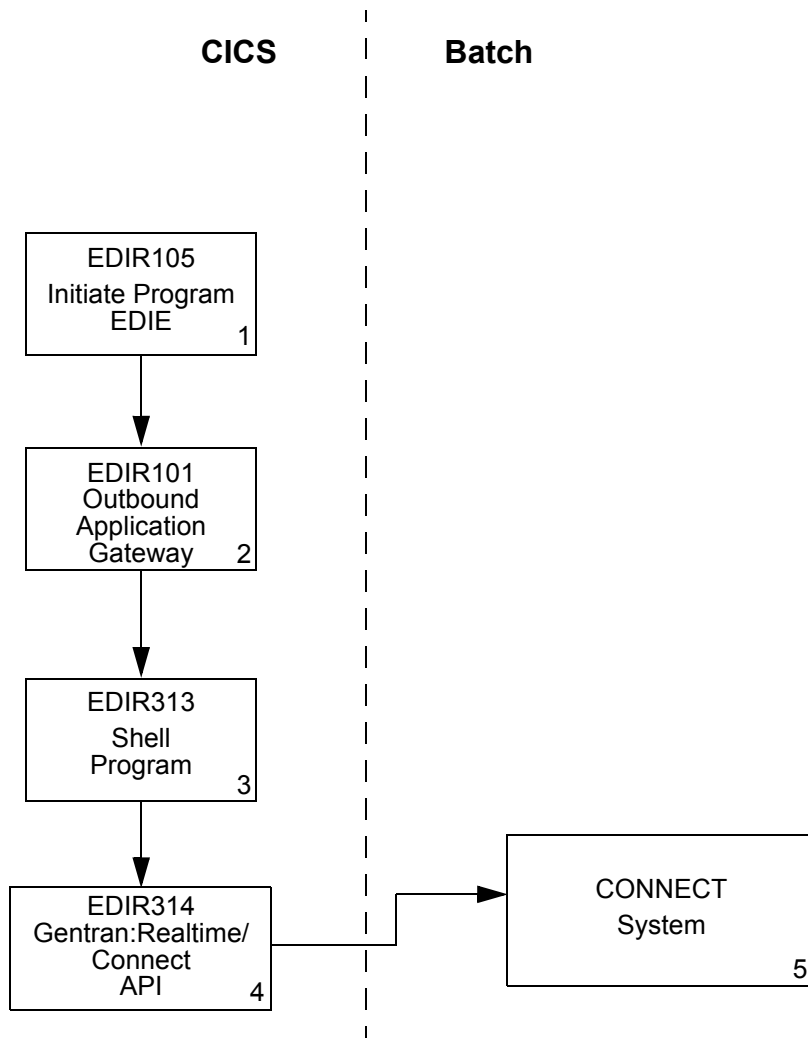 CICS
Batch
EDIR105
Initiate Program
EDIE
1
EDIR101
Outbound
Application
Gateway
2
EDIR313
Shell
Program
3
EDIR314
Gentran:Realtime/
Connect
API
4
CONNECT
System
5